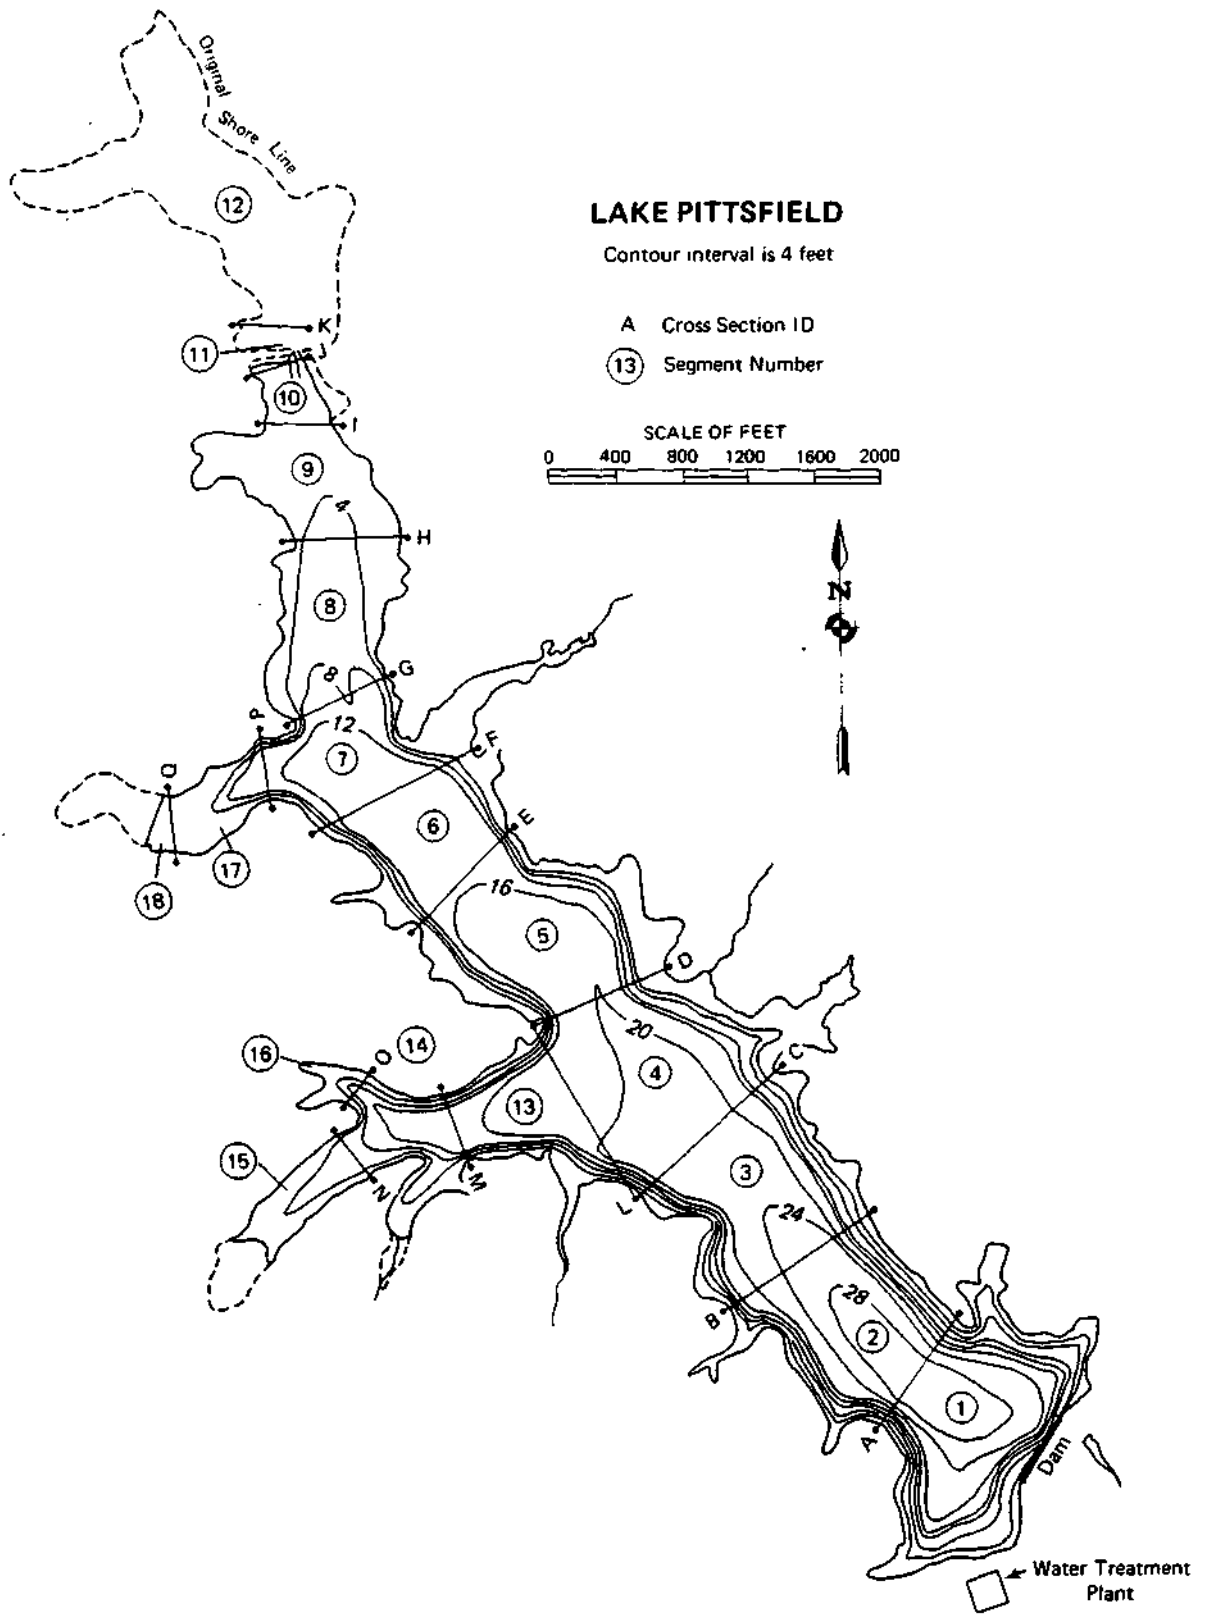 Original
Shore Line
12
LAKE PITTSFIELD
Contour interval is 4 feet
A Cross Section ID
13 Segment Number
SCALE OF FEET
0 400 800 1200 1600 2000
N
K
11
J
10
I
9
4
H
8
8
G
P
12
F
7
Q
6
E
17
18
16
5
D
20
16
O
14
C
4
13
15
N
M
3
L
24
B
28
2
1
A
Dam
Water Treatment
Plant